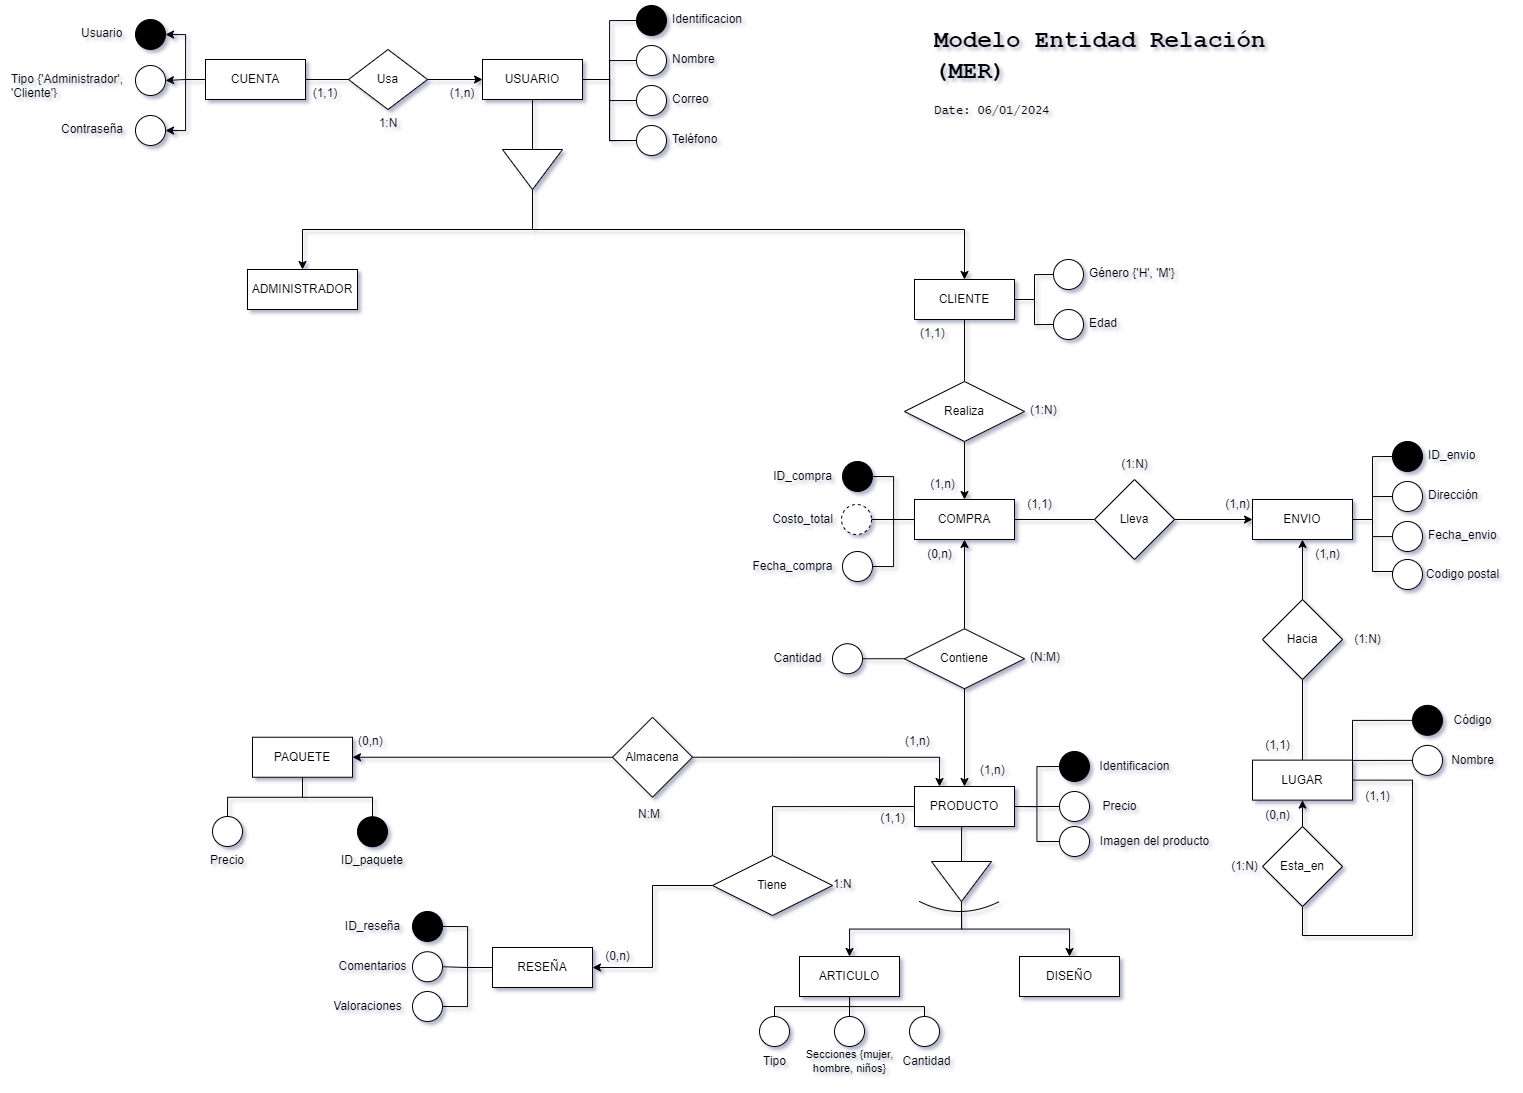 Modelo Entidad Relación
(MER)
Date: 06/01/2024
Usuario
Tipo {'Administrador',
'Cliente'}
Contraseña
CUENTA
(1,1)
Usa
1:N
(1,n)
USUARIO
Identificacion
Nombre
Correo
Teléfono
ADMINISTRADOR
CLIENTE
Género {'H', 'M'}
Edad
(1,1)
Realiza
(1:N)
(1,n)
ID_compra
Costo_total
Fecha_compra
COMPRA
(1,1)
(0,n)
(1:N)
Lleva
(1,n)
ENVIO
ID_envio
Dirección
Fecha_envio
Codigo postal
(1,n)
Hacia
(1:N)
(1,1)
Cantidad
Contiene
(N:M)
(1,n)
LUGAR
Código
Nombre
(1,1)
(0,n)
(1:N)
Esta_en
PAQUETE
(0,n)
Precio
ID_paquete
Almacena
N:M
(1,n)
PRODUCTO
(1,1)
Identificacion
Precio
Imagen del producto
Tiene
1:N
(0,n)
RESEÑA
ID_reseña
Comentarios
Valoraciones
ARTICULO
DISEÑO
Tipo
Secciones {mujer,
hombre, niños}
Cantidad